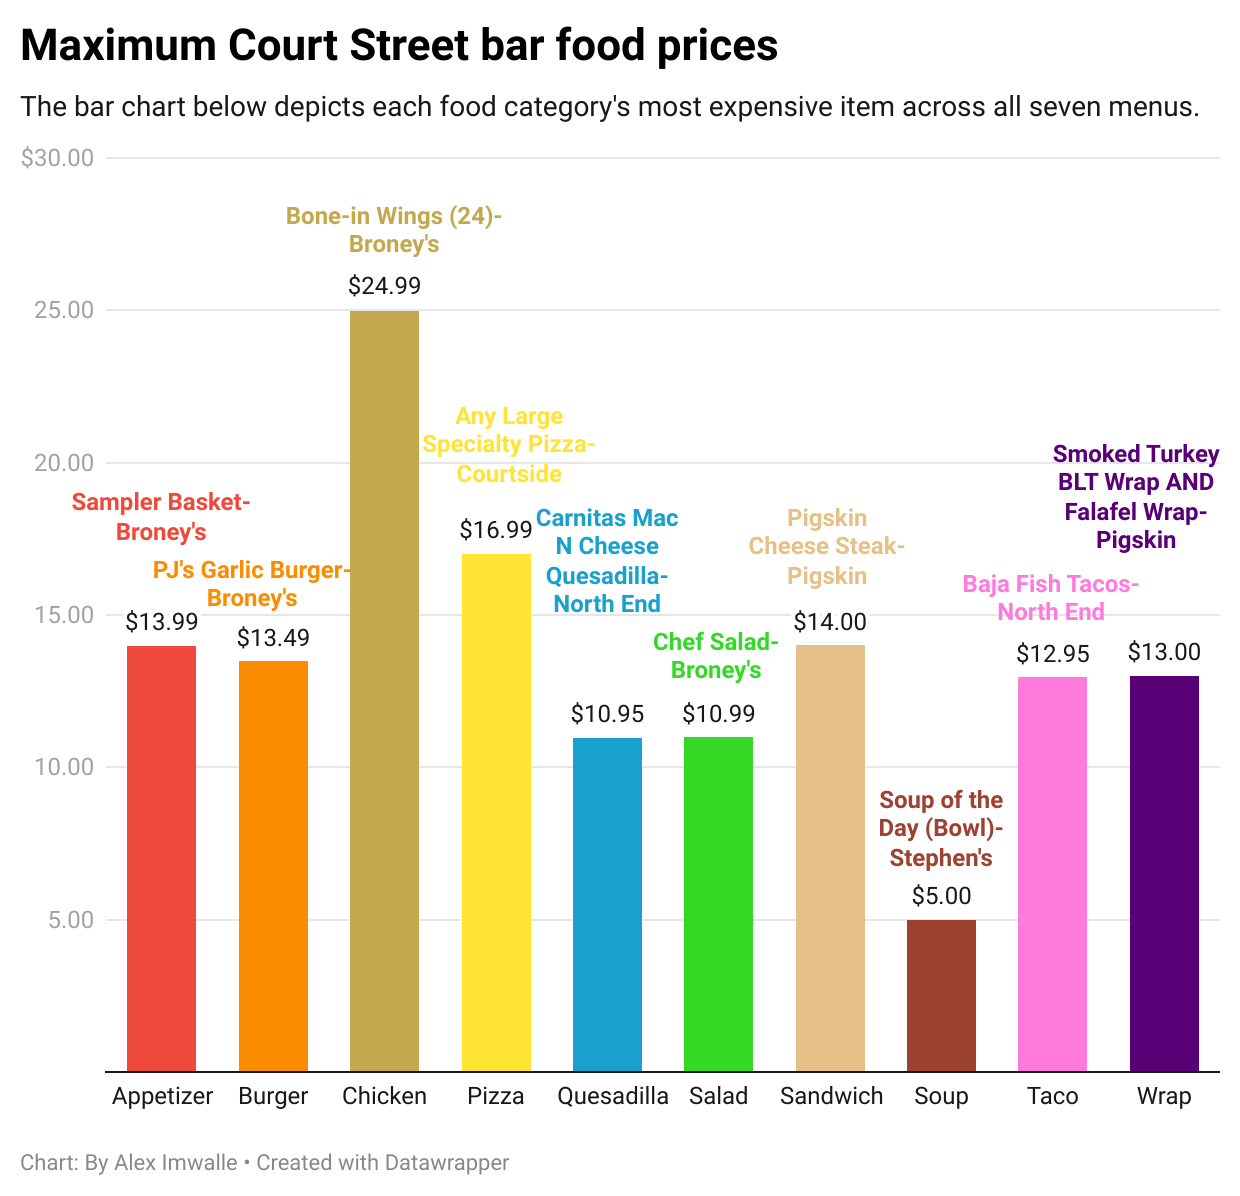 Maximum Court Street bar food prices
The bar chart below depicts each food category's most expensive item across all seven menus.
$30.00
25.00
20.00
15.00
10.00
5.00
Sampler Basket-
Broney's
$13.99
PJ's Garlic Burger-
Broney's
$13.49
Bone-in Wings (24)-
Broney's
$24.99
Any Large
Specialty Pizza-
Courtside
$16.99
Carnitas Mac
N Cheese
Quesadilla-
North End
$10.95
Chef Salad-
Broney's
$10.99
Pigskin
Cheese Steak-
Pigskin
$14.00
Soup of the
Day (Bowl)-
Stephen's
$5.00
Baja Fish Tacos-
North End
$12.95
Smoked Turkey
BLT Wrap AND
Falafel Wrap-
Pigskin
$13.00
Appetizer
Burger
Chicken
Pizza
Quesadilla
Salad
Sandwich
Soup
Taco
Wrap
Chart: By Alex Imwalle • Created with Datawrapper